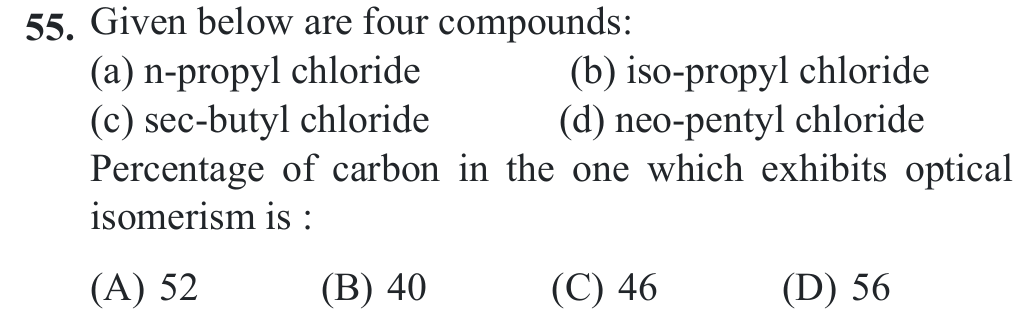 55. Given below are four compounds:
(a) n-propyl chloride (b) iso-propyl chloride
(c) sec-butyl chloride (d) neo-pentyl chloride
Percentage of carbon in the one which exhibits optical
isomerism is :
(A) 52 (B) 40 (C) 46 (D) 56